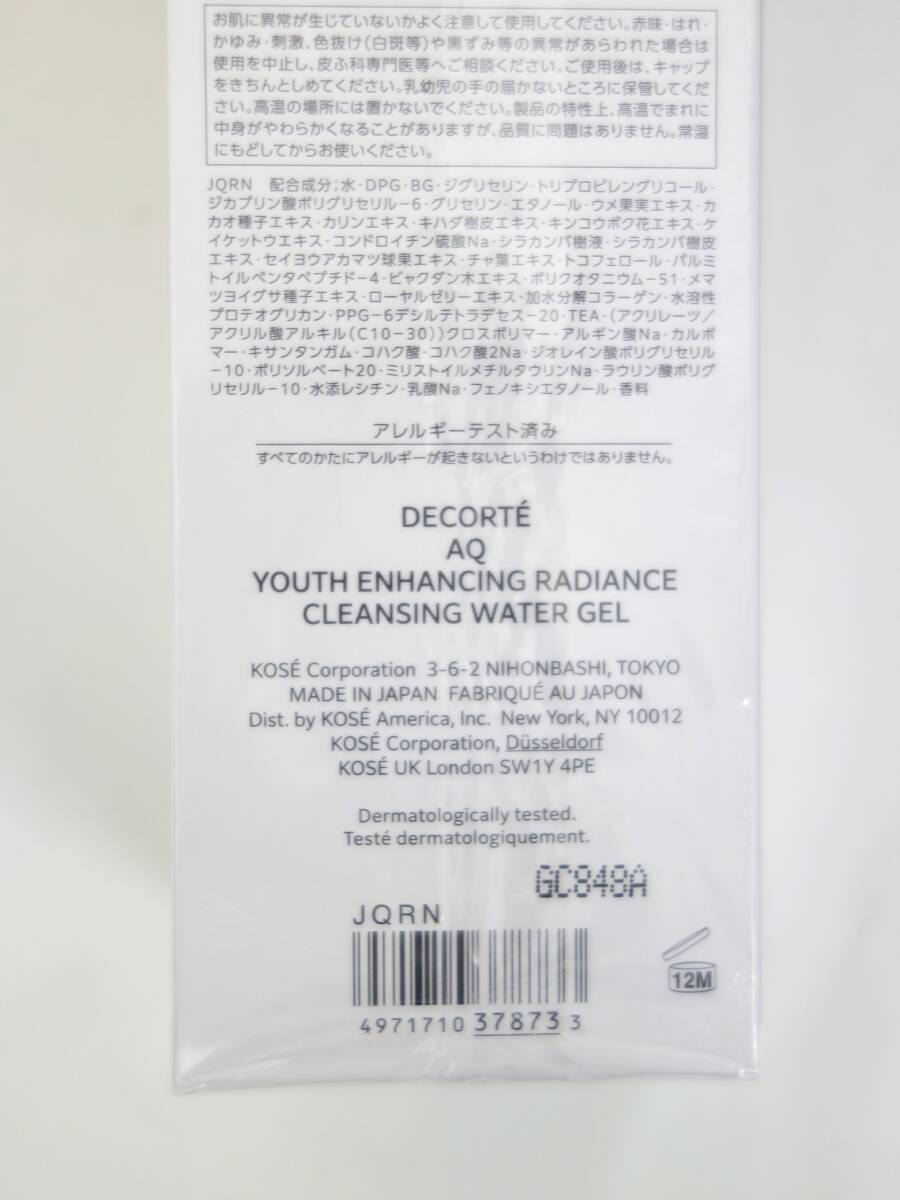 お肌に異常が生じていないかよく注意して使用してください。赤味・はれ・
かゆみ・刺激、色抜け(白斑等)や黒ずみ等の異常があらわれた場合は
使用を中止し、皮ふ科専門医等へご相談ください。ご使用後は、キャップ
をきちんとしめてください。乳幼児の手の届かないところに保管してくだ
さい。高温の場所には置かないでください。製品の特性上、高温でまれに
中身がやわらかくなることがありますが、品質に問題はありません。常温
にもどしてからお使いください。
JQRN 配合成分;水・DPG・BG・ジグリセリン・トリプロピレングリコール・
ジカプリン酸ポリグリセリル-6・グリセリン・エタノール・ウメ果実エキス・カ
カオ種子エキス・カリンエキス・キハダ樹皮エキス・キンコウボク花エキス・ケ
イケットウエキス・コンドロイチン硫酸Na・シラカンバ樹液・シラカンバ樹皮
エキス・セイヨウアカマツ球果エキス・チャ葉エキス・トコフェロール・パルミ
トイルペンタペプチド-4・ビャクダン木エキス・ポリクオタニウム-51・メマ
ツヨイグサ種子エキス・ローヤルゼリーエキス・加水分解コラーゲン・水溶性
プロテオグリカン・PPG-6デシルテトラデセス-20・TEA・(アクリレーツ/
アクリル酸アルキル(C10-30))クロスポリマー・アルギン酸Na・カルボ
マー・キサンタンガム・コハク酸・コハク酸2Na・ジオレイン酸ポリグリセリル
-10・ポリソルベート20・ミリストイルメチルタウリンNa・ラウリン酸ポリグ
リセリル-10・水添レシチン・乳酸Na・フェノキシエタノール・香料
アレルギーテスト済み
すべてのかたにアレルギーが起きないというわけではありません。
DECORTÉ
AQ
YOUTH ENHANCING RADIANCE
CLEANSING WATER GEL
KOSÉ Corporation 3-6-2 NIHONBASHI, TOKYO
MADE IN JAPAN FABRIQUÉ AU JAPON
Dist. by KOSÉ America, Inc. New York, NY 10012
KOSÉ Corporation, Düsseldorf
KOSÉ UK London SW1Y 4PE
Dermatologically tested.
Testé dermatologiquement.
GC848A
JQRN
12M
4971710 37873 3